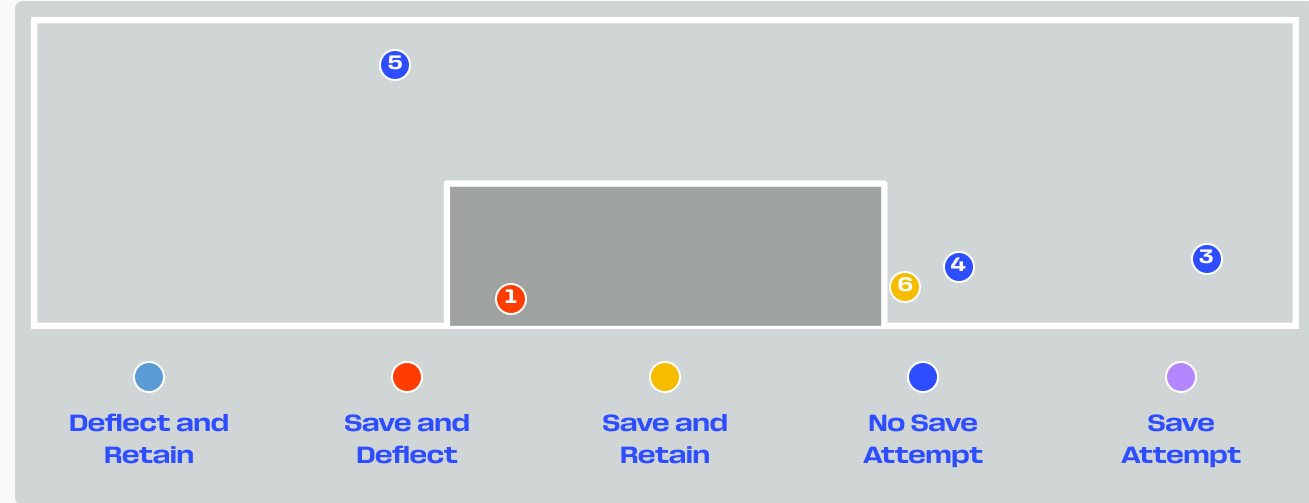 5
3
4
6
1
Deflect and
Retain
Save and
Deflect
Save and
Retain
No Save
Attempt
Save
Attempt